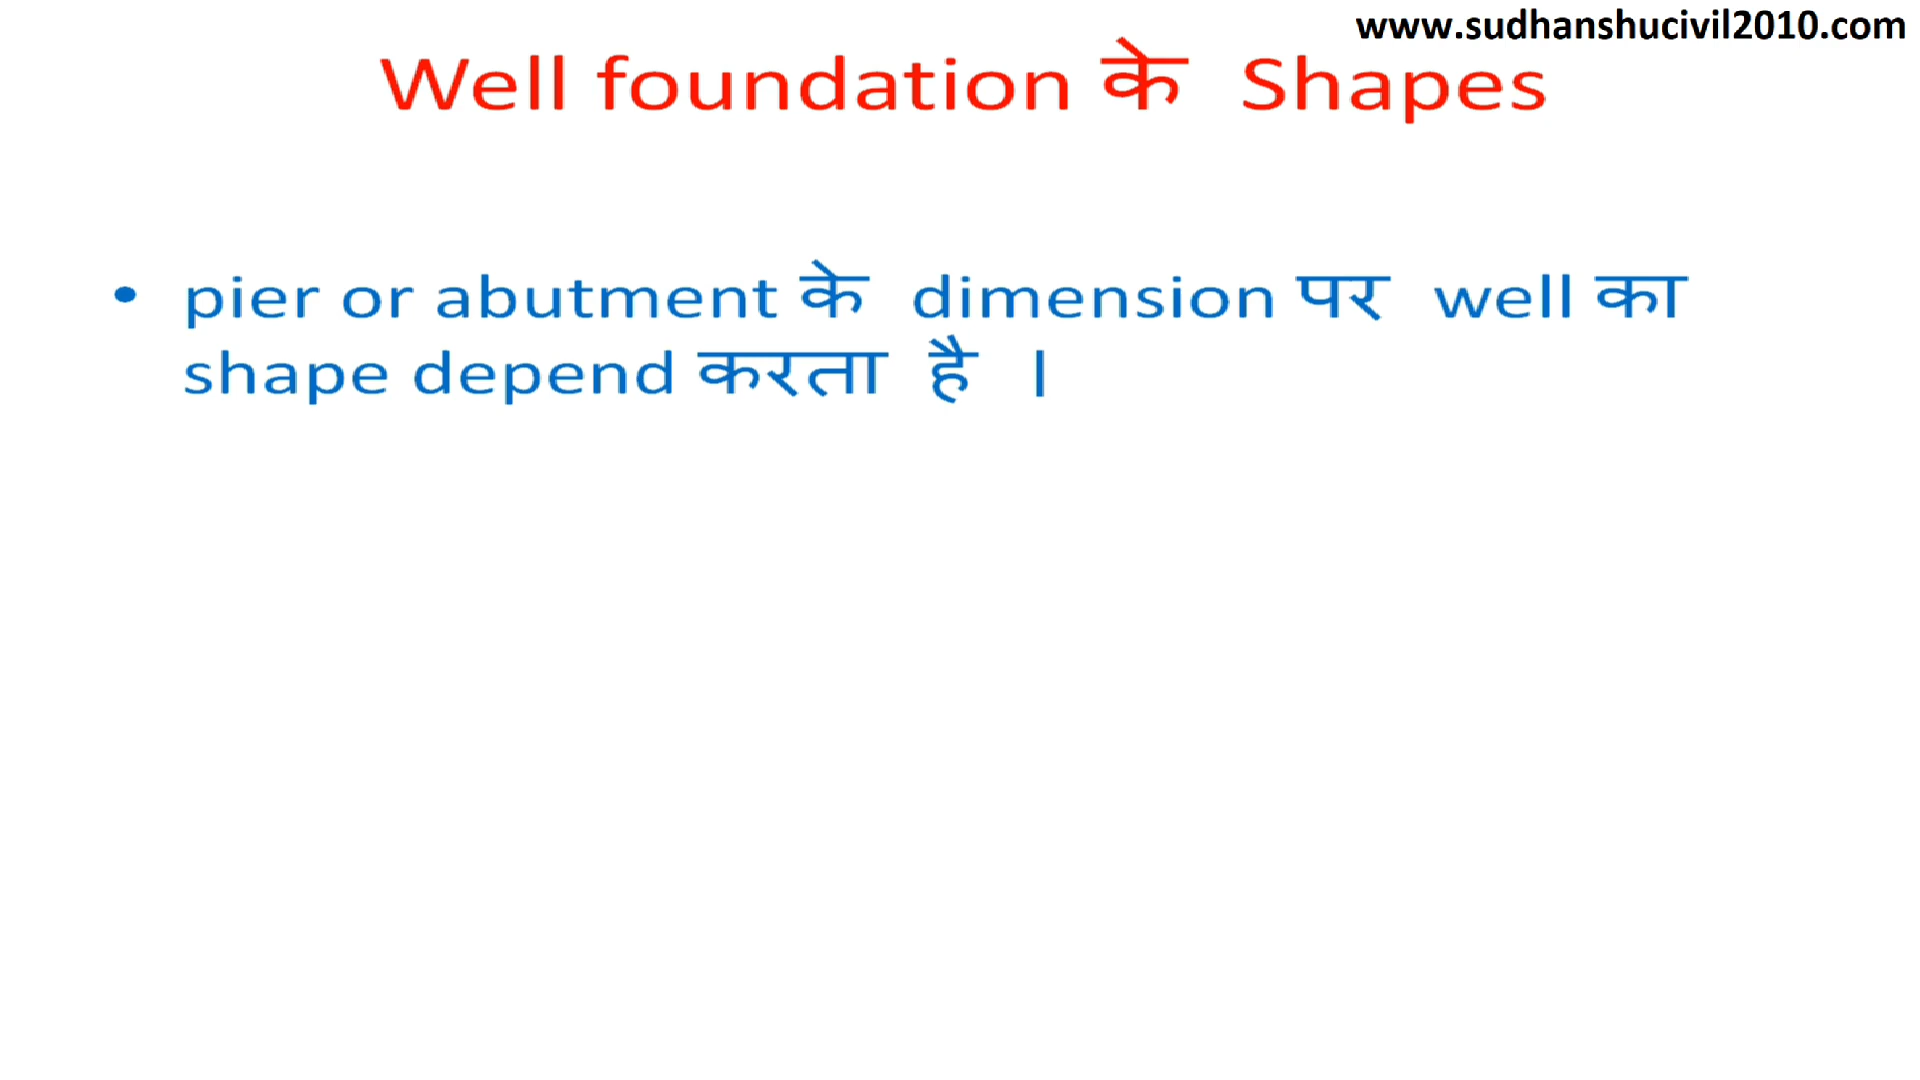 www.sudhanshucivil2010.com
Well foundation के Shapes
• pier or abutment के dimension पर well का
shape depend करता है ।